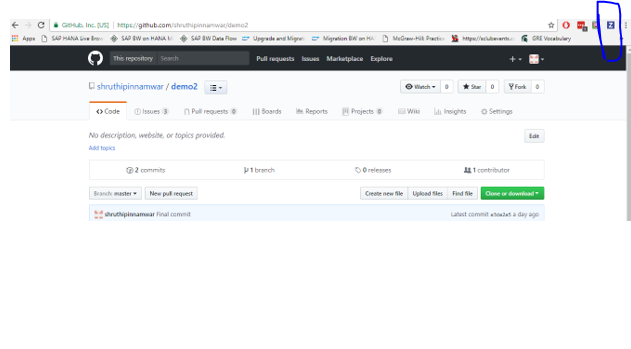 GitHub, Inc. [US] https://github.com/shruthipinnamwar/demo2
Apps SAP HANA Live Brow SAP BW on HANA M SAP BW Data Flow Upgrade and Migrat Migration BW on HA McGraw-Hill Practice https://eclubevents.c GRE Vocabulary
This repository Search Pull requests Issues Marketplace Explore
shruthipinnamwar / demo2 Watch 0 Star 0 Fork 0
Code Issues 3 Pull requests 0 Boards Reports Projects 0 Wiki Insights Settings
No description, website, or topics provided. Edit
Add topics
2 commits 1 branch 0 releases 1 contributor
Branch: master New pull request Create new file Upload files Find file Clone or download
shruthipinnamwar Final commit Latest commit a day ago